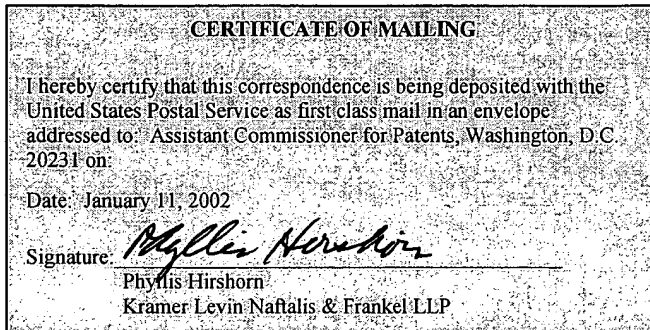 CERTIFICATE OF MAILING
I hereby certify that this correspondence is being deposited with the
United States Postal Service as first class mail in an envelope
addressed to: Assistant Commissioner for Patents, Washington, D.C.
20231 on:
Date: January 11, 2002
Signature: Phyllis Hirshorn
Phyllis Hirshorn
Kramer Levin Naftalis & Frankel LLP